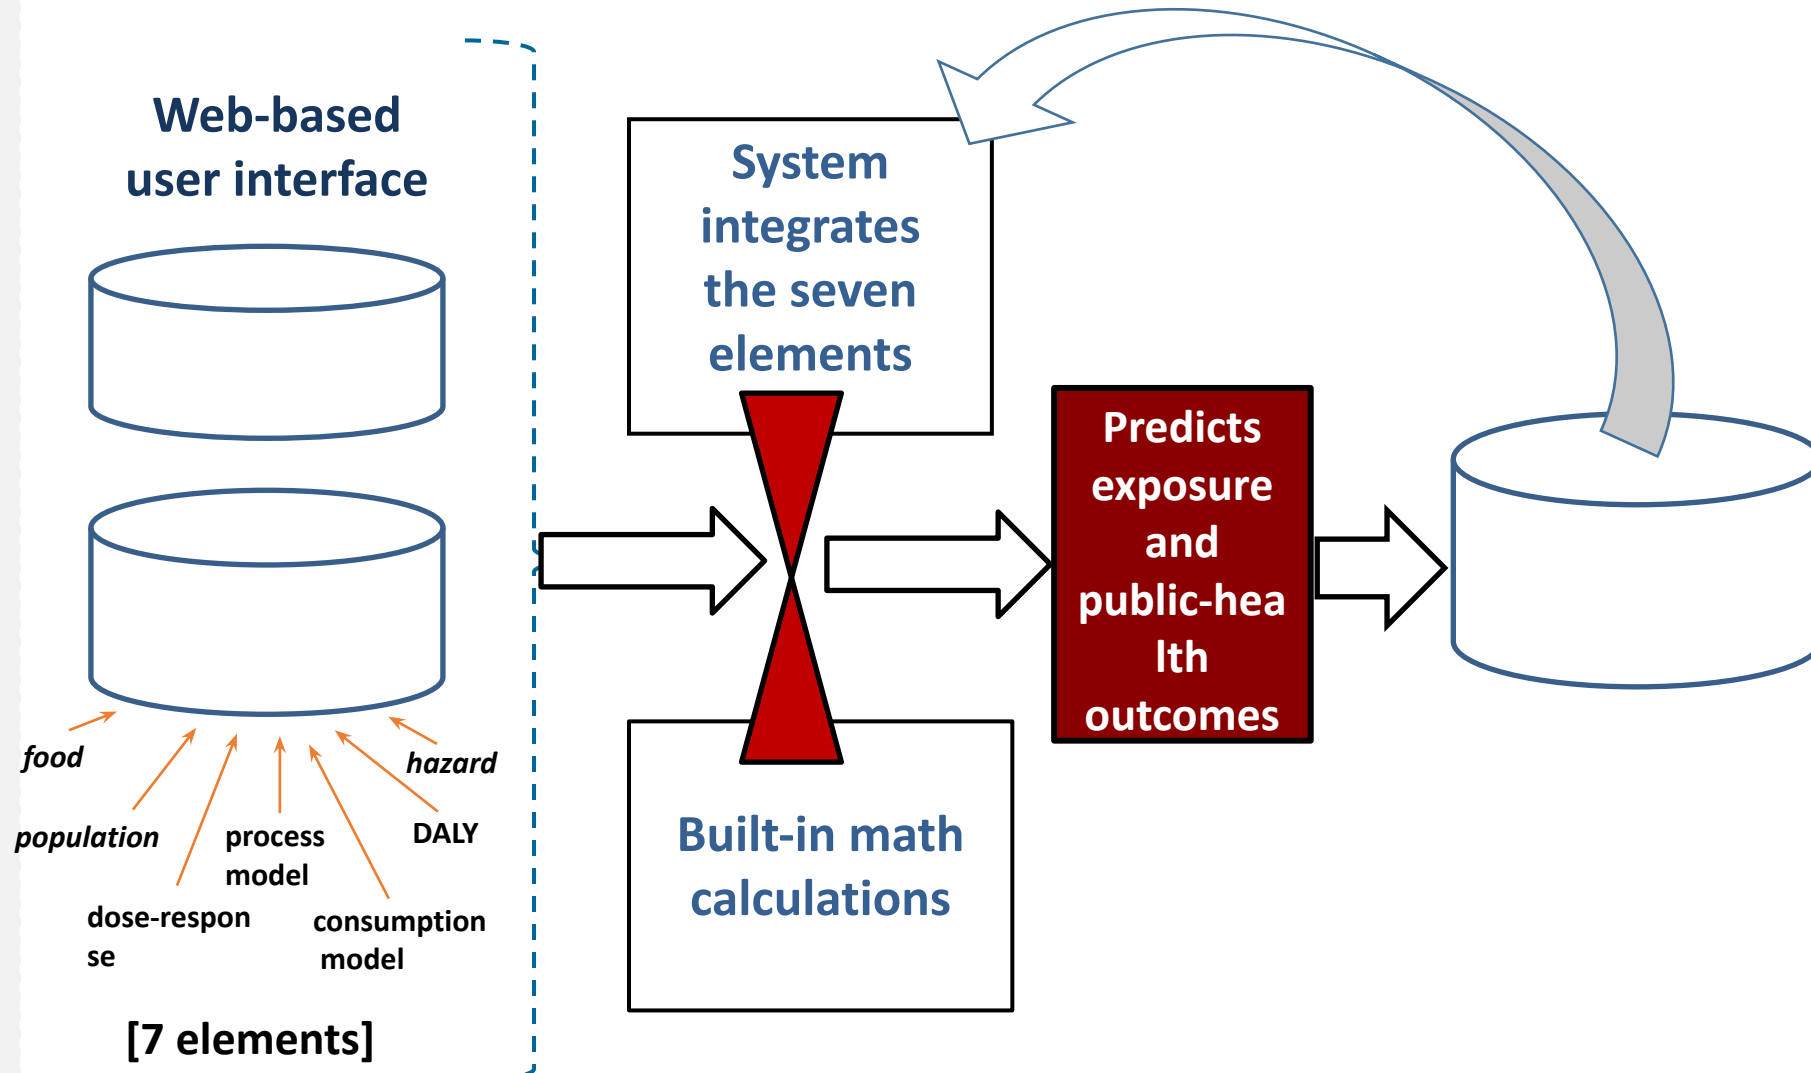 Web-based
user interface
food
population
dose-respon
se
process
model
consumption
model
DALY
hazard
[7 elements]
System
integrates
the seven
elements
Built-in math
calculations
Predicts
exposure
and
public-hea
lth
outcomes